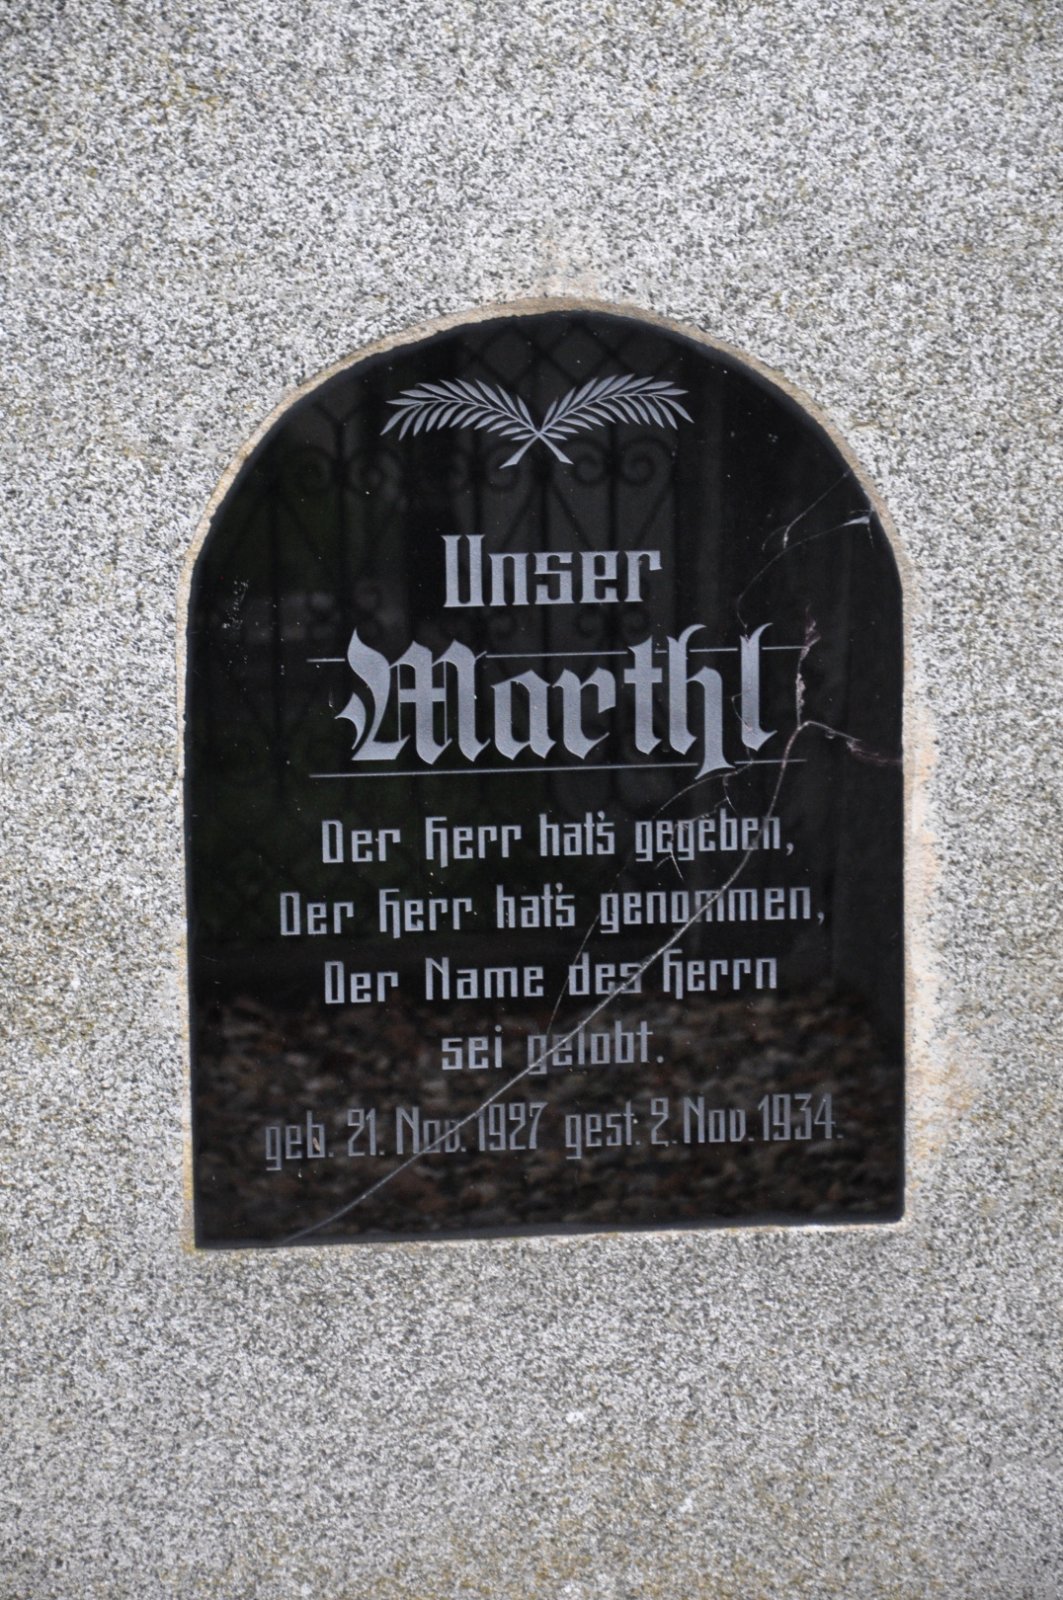 Unser
Marthl
Der Herr hat's gegeben,
Der Herr hat's genommen,
Der Name des Herrn
sei gelobt.
geb. 21. Nov. 1927 gest. 2. Nov. 1934.